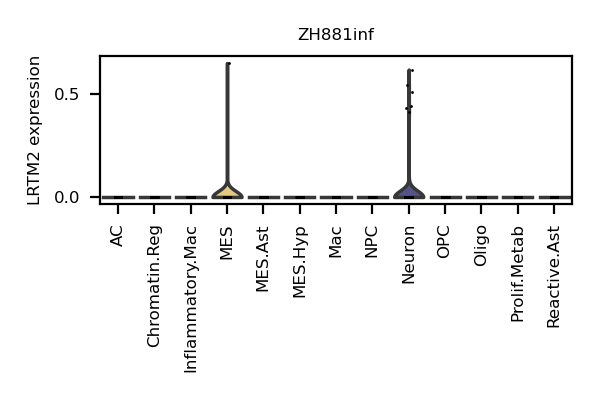 ZH881inf
LRTM2 expression
0.5
0.0
AC
Chromatin.Reg
Inflammatory.Mac
MES
MES.Ast
MES.Hyp
Mac
NPC
Neuron
OPC
Oligo
Prolif.Metab
Reactive.Ast